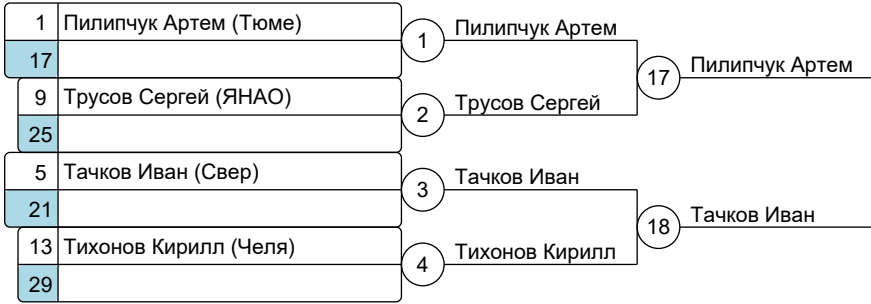 1 Пилипчук Артем (Тюме)
17
9 Трусов Сергей (ЯНАО)
25
5 Тачков Иван (Свер)
21
13 Тихонов Кирилл (Челя)
29
1 Пилипчук Артем
2 Трусов Сергей
3 Тачков Иван
4 Тихонов Кирилл
17 Пилипчук Артем
18 Тачков Иван